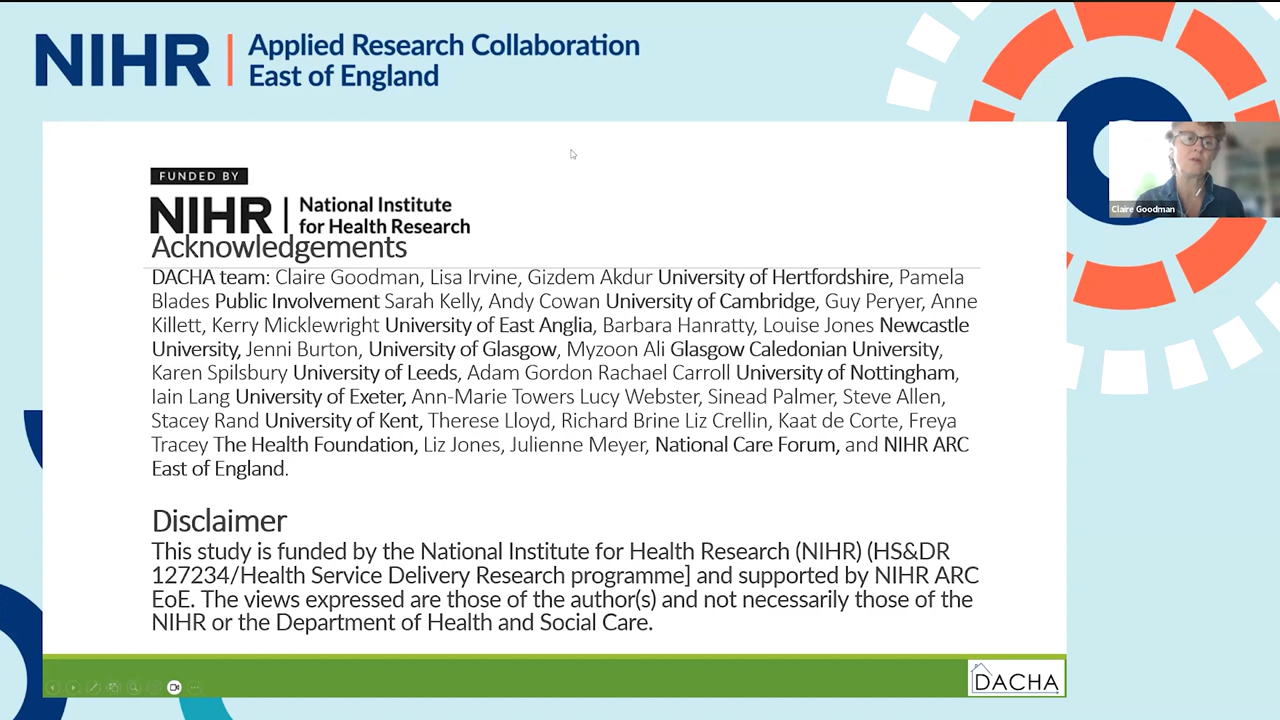 NIHR | Applied Research Collaboration
East of England
FUNDED BY
NIHR | National Institute
for Health Research
Acknowledgements
DACHA team: Claire Goodman, Lisa Irvine, Gizdem Akdur University of Hertfordshire, Pamela
Blades Public Involvement Sarah Kelly, Andy Cowan University of Cambridge, Guy Peryer, Anne
Killett, Kerry Micklewright University of East Anglia, Barbara Hanratty, Louise Jones Newcastle
University, Jenni Burton, University of Glasgow, Myzoon Ali Glasgow Caledonian University,
Karen Spilsbury University of Leeds, Adam Gordon Rachael Carroll University of Nottingham,
Iain Lang University of Exeter, Ann-Marie Towers Lucy Webster, Sinead Palmer, Steve Allen,
Stacey Rand University of Kent, Therese Lloyd, Richard Brine Liz Crellin, Kaat de Corte, Freya
Tracey The Health Foundation, Liz Jones, Julienne Meyer, National Care Forum, and NIHR ARC
East of England.
Disclaimer
This study is funded by the National Institute for Health Research (NIHR) (HS&DR
127234/Health Service Delivery Research programme] and supported by NIHR ARC
EoE. The views expressed are those of the author(s) and not necessarily those of the
NIHR or the Department of Health and Social Care.
DACHA
Claire Goodman